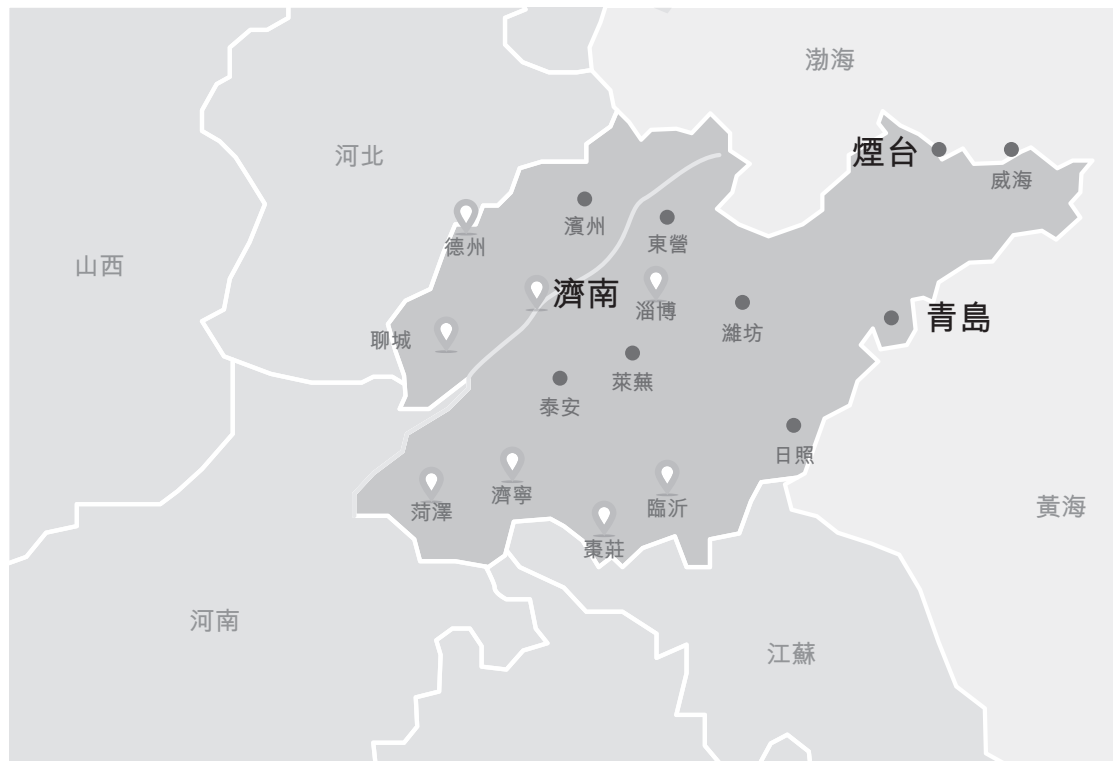 渤海
煙台
河北
威海
濱州
東營
德州
山西
濟南
淄博
青島
濰坊
聊城
萊蕪
泰安
日照
濟寧
臨沂
黃海
菏澤
棗莊
河南
江蘇